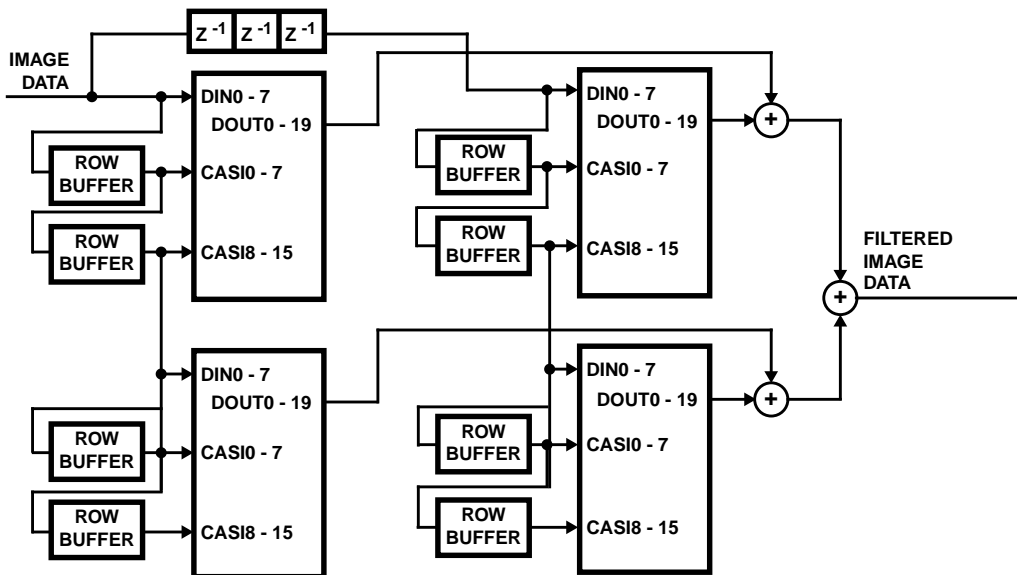 Z -1 Z -1 Z -1
IMAGE
DATA
DIN0 - 7
DOUT0 - 19
ROW
BUFFER
CASI0 - 7
ROW
BUFFER
CASI8 - 15
DIN0 - 7
DOUT0 - 19
+
ROW
BUFFER
CASI0 - 7
ROW
BUFFER
CASI8 - 15
FILTERED
IMAGE
DATA
+
DIN0 - 7
DOUT0 - 19
ROW
BUFFER
CASI0 - 7
ROW
BUFFER
CASI8 - 15
DIN0 - 7
DOUT0 - 19
+
ROW
BUFFER
CASI0 - 7
ROW
BUFFER
CASI8 - 15